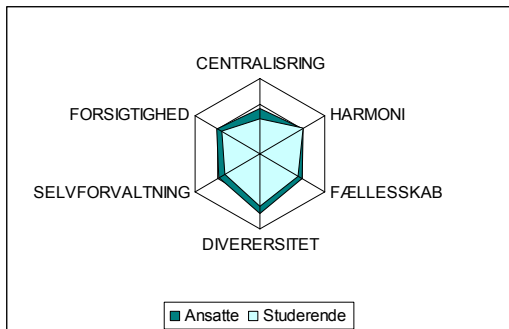 CENTRALISRING
FORSIGTIGHED
HARMONI
SELVFORVALTNING
FÆLLESSKAB
DIVERERSITET
Ansatte
Studerende